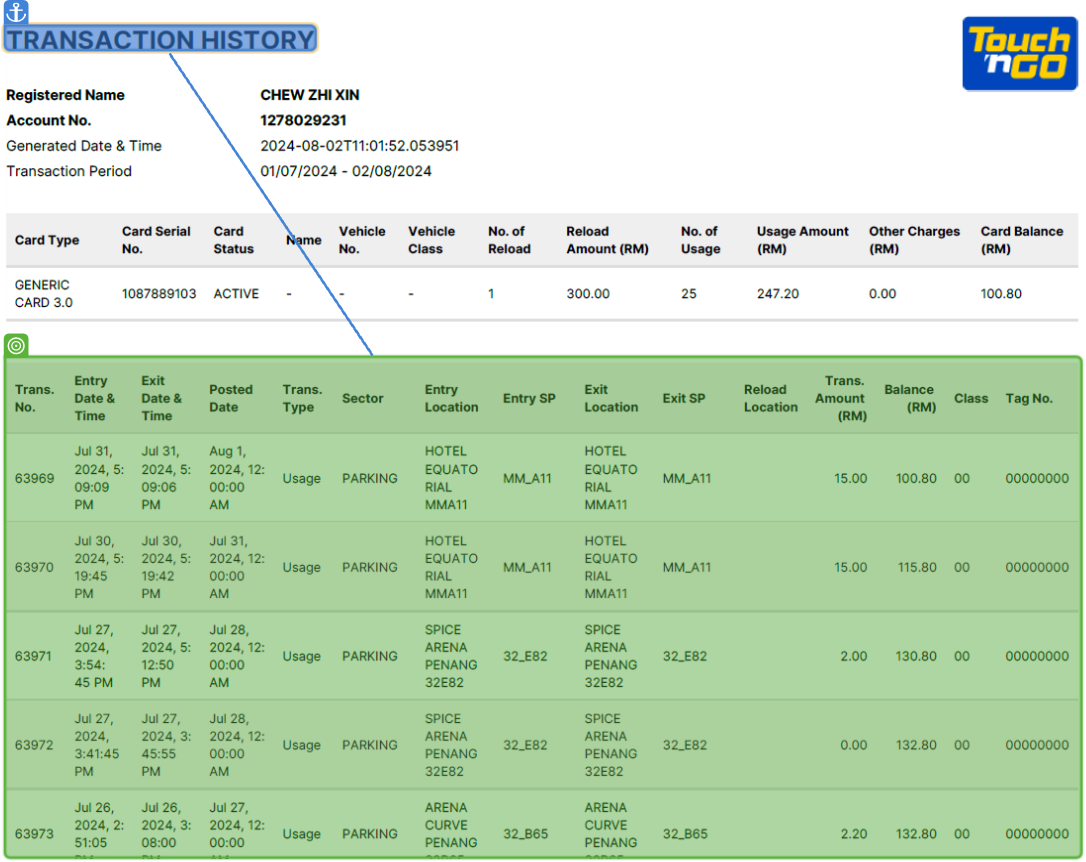 TRANSACTION HISTORY
Touch
'n GO
Registered Name CHEW ZHI XIN
Account No. 1278029231
Generated Date & Time 2024-08-02T11:01:52.053951
Transaction Period 01/07/2024 - 02/08/2024
Card Type Card Serial No. Card Status Name Vehicle No. Vehicle Class No. of Reload Reload Amount (RM) No. of Usage Usage Amount (RM) Other Charges (RM) Card Balance (RM)
GENERIC CARD 3.0 1087889103 ACTIVE - - - 1 300.00 25 247.20 0.00 100.80
Trans. No. Entry Date & Time Exit Date & Time Posted Date Trans. Type Sector Entry Location Entry SP Exit Location Exit SP Reload Location Trans. Amount (RM) Balance (RM) Class Tag No.
63969 Jul 31, 2024, 5:09:09 PM Jul 31, 2024, 5:09:06 PM Aug 1, 2024, 12:00:00 AM Usage PARKING HOTEL EQUATORIAL MMA11 MM_A11 HOTEL EQUATORIAL MMA11 MM_A11 15.00 100.80 00 00000000
63970 Jul 30, 2024, 5:19:45 PM Jul 30, 2024, 5:19:42 PM Jul 31, 2024, 12:00:00 AM Usage PARKING HOTEL EQUATORIAL MMA11 MM_A11 HOTEL EQUATORIAL MMA11 MM_A11 15.00 115.80 00 00000000
63971 Jul 27, 2024, 3:54:45 PM Jul 27, 2024, 5:12:50 PM Jul 28, 2024, 12:00:00 AM Usage PARKING SPICE ARENA PENANG 32E82 32_E82 SPICE ARENA PENANG 32E82 32_E82 2.00 130.80 00 00000000
63972 Jul 27, 2024, 3:41:45 PM Jul 27, 2024, 3:45:55 PM Jul 28, 2024, 12:00:00 AM Usage PARKING SPICE ARENA PENANG 32E82 32_E82 SPICE ARENA PENANG 32E82 32_E82 0.00 132.80 00 00000000
63973 Jul 26, 2024, 2:51:05 Jul 26, 2024, 3:08:00 Jul 27, 2024, 12:00:00 Usage PARKING ARENA CURVE PENANG 32_B65 ARENA CURVE PENANG 32_B65 2.20 132.80 00 00000000